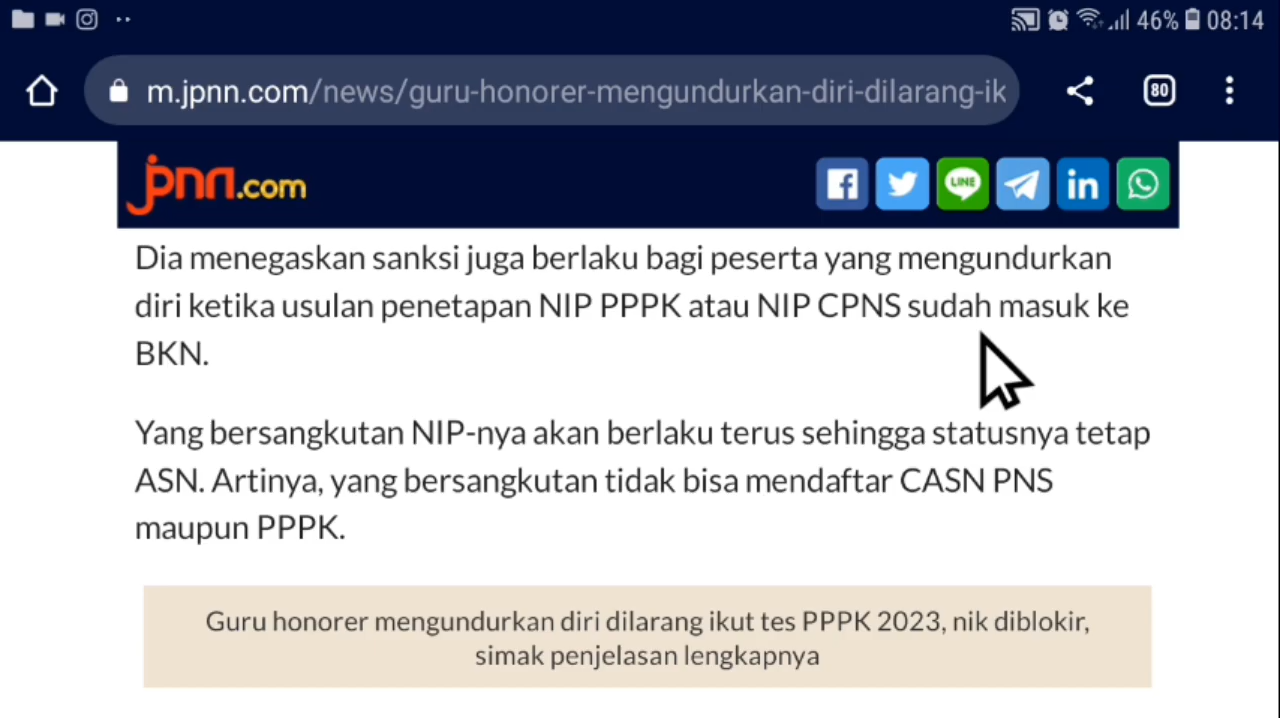 46% 08:14
m.jpnn.com/news/guru-honorer-mengundurkan-diri-dilarang-ik
80
jpnn.com
LINE
in
Dia menegaskan sanksi juga berlaku bagi peserta yang mengundurkan
diri ketika usulan penetapan NIP PPPK atau NIP CPNS sudah masuk ke
BKN.
Yang bersangkutan NIP-nya akan berlaku terus sehingga statusnya tetap
ASN. Artinya, yang bersangkutan tidak bisa mendaftar CASN PNS
maupun PPPK.
Guru honorer mengundurkan diri dilarang ikut tes PPPK 2023, nik diblokir,
simak penjelasan lengkapnya